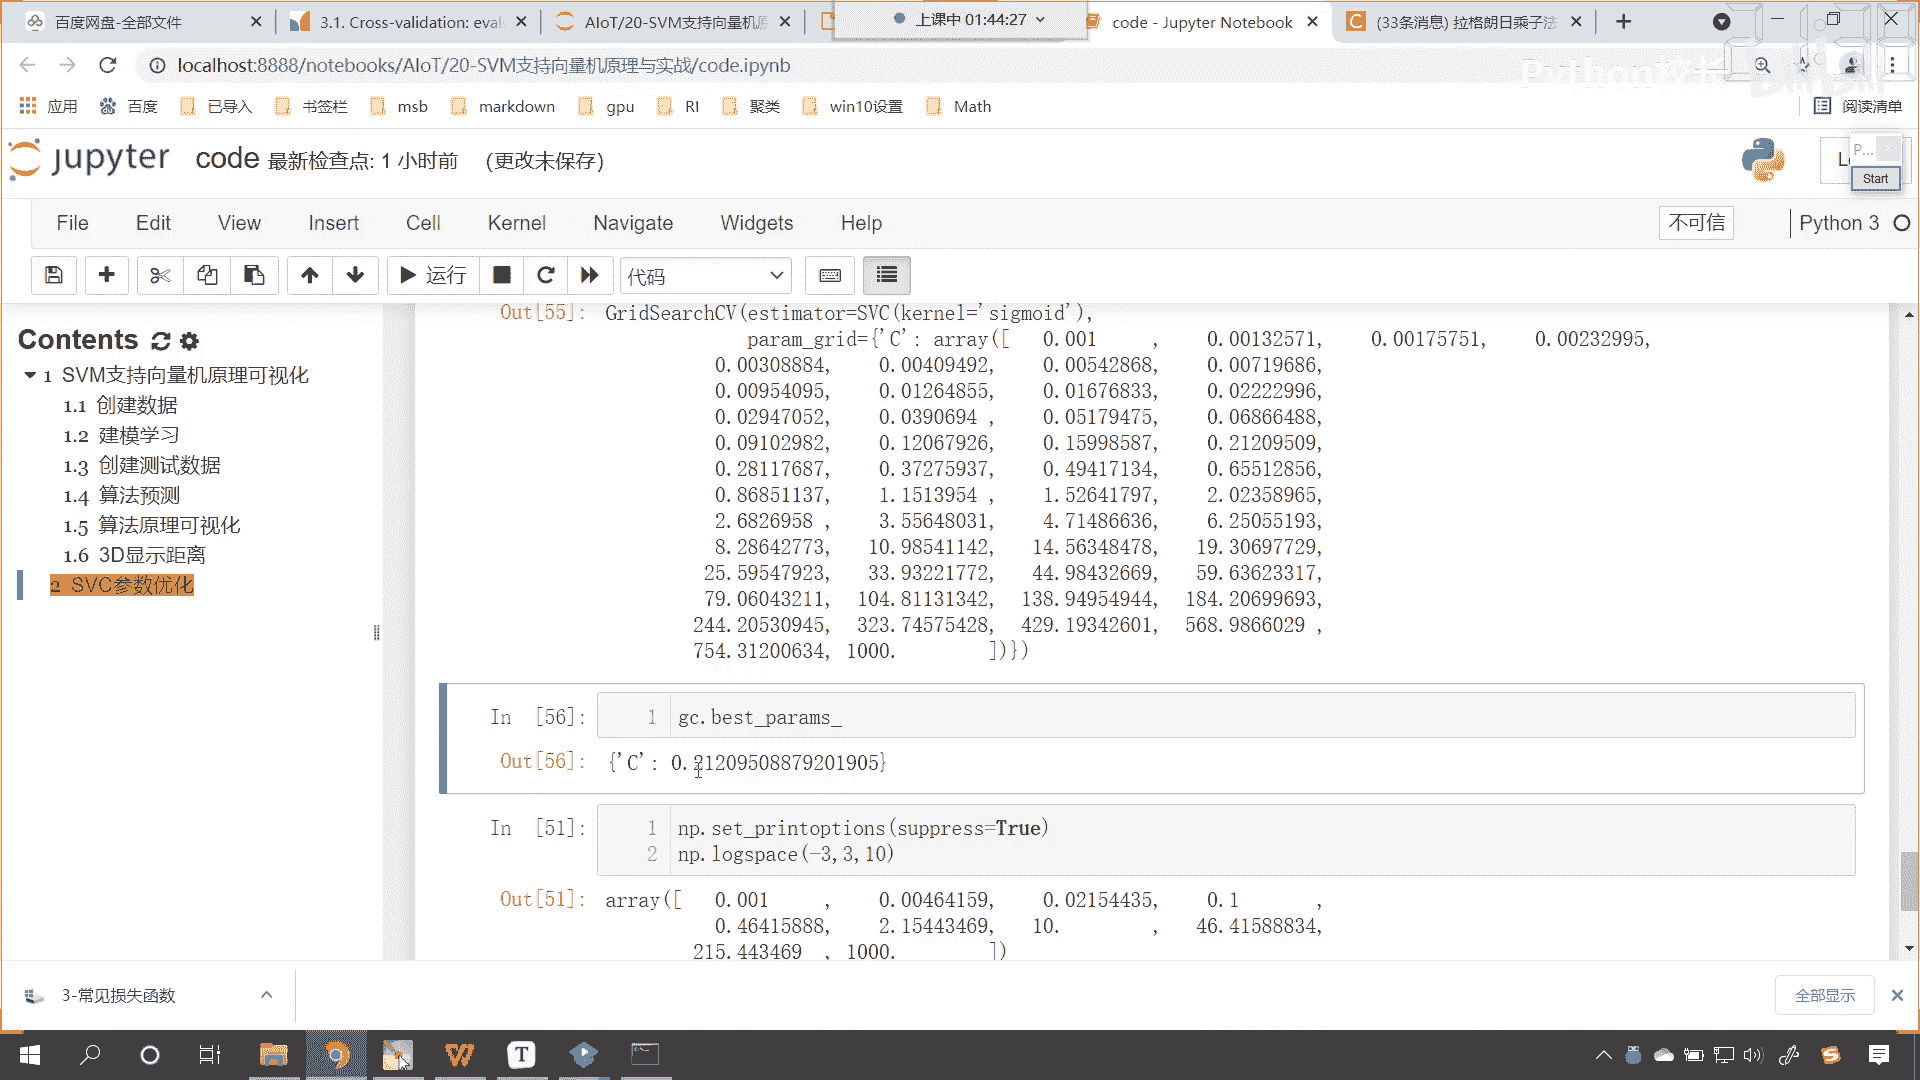 百度网盘-全部文件
3.1. Cross-validation: eval
AIoT/20-SVM支持向量机原
上课中 01:44:27
code - Jupyter Notebook
(33条消息) 拉格朗日乘子法
localhost:8888/notebooks/AIoT/20-SVM支持向量机原理与实战/code.ipynb
应用
百度
已导入
书签栏
msb
markdown
gpu
RI
聚类
win10设置
Math
阅读清单
jupyter
code 最新检查点: 1 小时前 (更改未保存)
P...
Start
File
Edit
View
Insert
Cell
Kernel
Navigate
Widgets
Help
不可信
Python 3
运行
代码
Contents
1 SVM支持向量机原理可视化
1.1 创建数据
1.2 建模学习
1.3 创建测试数据
1.4 算法预测
1.5 算法原理可视化
1.6 3D显示距离
2 SVC参数优化
Out[55]: GridSearchCV(estimator=SVC(kernel='sigmoid'),
param_grid={'C': array([ 0.001 , 0.00132571, 0.00175751, 0.00232995,
0.00308884, 0.00409492, 0.00542868, 0.00719686,
0.00954095, 0.01264855, 0.01676833, 0.02222996,
0.02947052, 0.0390694 , 0.05179475, 0.06866488,
0.09102982, 0.12067926, 0.15998587, 0.21209509,
0.28117687, 0.37275937, 0.49417134, 0.65512856,
0.86851137, 1.1513954 , 1.52641797, 2.02358965,
2.6826958 , 3.55648031, 4.71486636, 6.25055193,
8.28642773, 10.98541142, 14.56348478, 19.30697729,
25.59547923, 33.93221772, 44.98432669, 59.63623317,
79.06043211, 104.81131342, 138.94954944, 184.20699693,
244.20530945, 323.74575428, 429.19342601, 568.9866029 ,
754.31200634, 1000. ])})
In [56]: 1 gc.best_params_
Out[56]: {'C': 0.21209508879201905}
In [51]: 1 np.set_printoptions(suppress=True)
2 np.logspace(-3,3,10)
Out[51]: array([ 0.001 , 0.00464159, 0.02154435, 0.1 ,
0.46415888, 2.15443469, 10. , 46.41588834,
215.443469 , 1000. ])
3-常见损失函数
全部显示